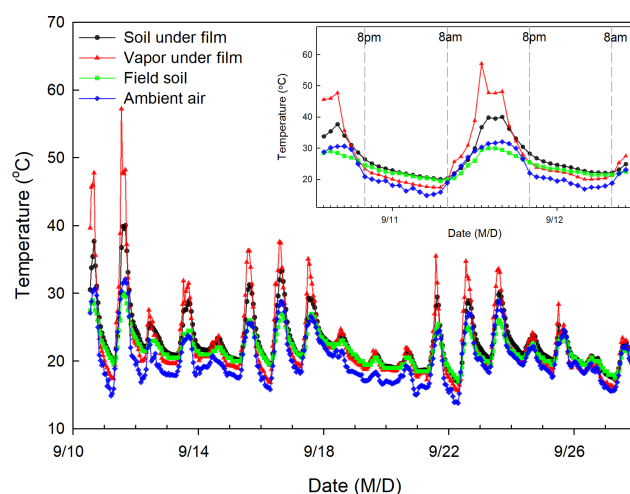 70
60
50
40
30
20
10
Temperature (°C)
Soil under film
Vapor under film
Field soil
Ambient air
8pm 8am 8pm 8am
60
50
40
30
20
Temperature (°C)
9/11 9/12
Date (M/D)
9/10 9/14 9/18 9/22 9/26
Date (M/D)